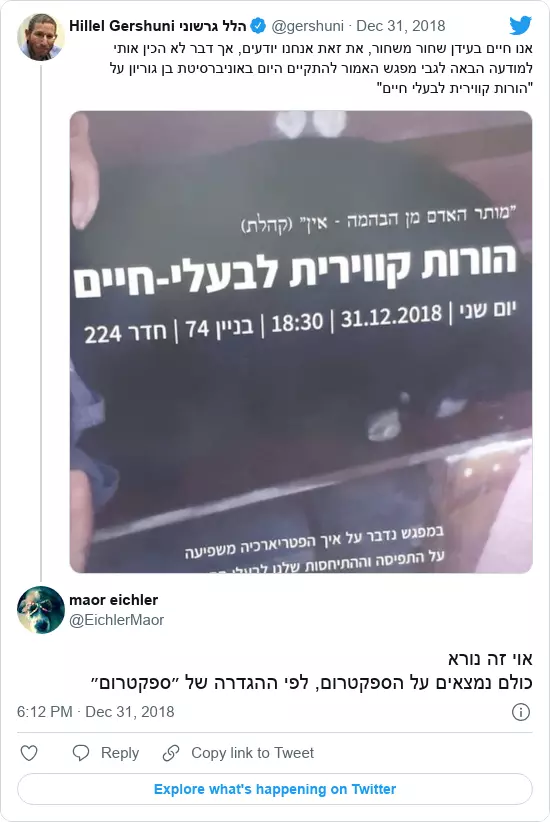 Hillel Gershuni הלל גרשוני @gershuni · Dec 31, 2018
אנו חיים בעידן שחור משחור, את זאת אנחנו יודעים, אך דבר לא הכין אותי
למודעה הבאה לגבי מפגש האמור להתקיים היום באוניברסיטת בן גוריון על
"הורות קווירית לבעלי חיים"
"מותר האדם מן הבהמה - אין" (קהלת)
הורות קווירית לבעלי-חיים
יום שני | 31.12.2018 | 18:30 | בניין 74 | חדר 224
במפגש נדבר על איך הפטריארכיה משפיעה
על התפיסה וההתיחסות שלנו לבעלי
maor eichler
@EichlerMaor
אוי זה נורא
כולם נמצאים על הספקטרום, לפי ההגדרה של ״ספקטרום״
6:12 PM · Dec 31, 2018
Reply Copy link to Tweet
Explore what's happening on Twitter